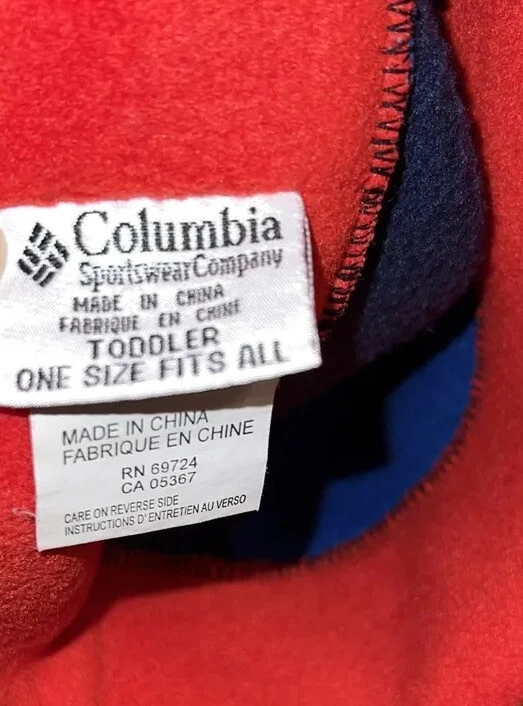 Columbia
SportswearCompany
MADE IN CHINA
FABRIQUE EN CHINE
TODDLER
ONE SIZE FITS ALL
MADE IN CHINA
FABRIQUE EN CHINE
RN 69724
CA 05367
CARE ON REVERSE SIDE
INSTRUCTIONS D'ENTRETIEN AU VERSO